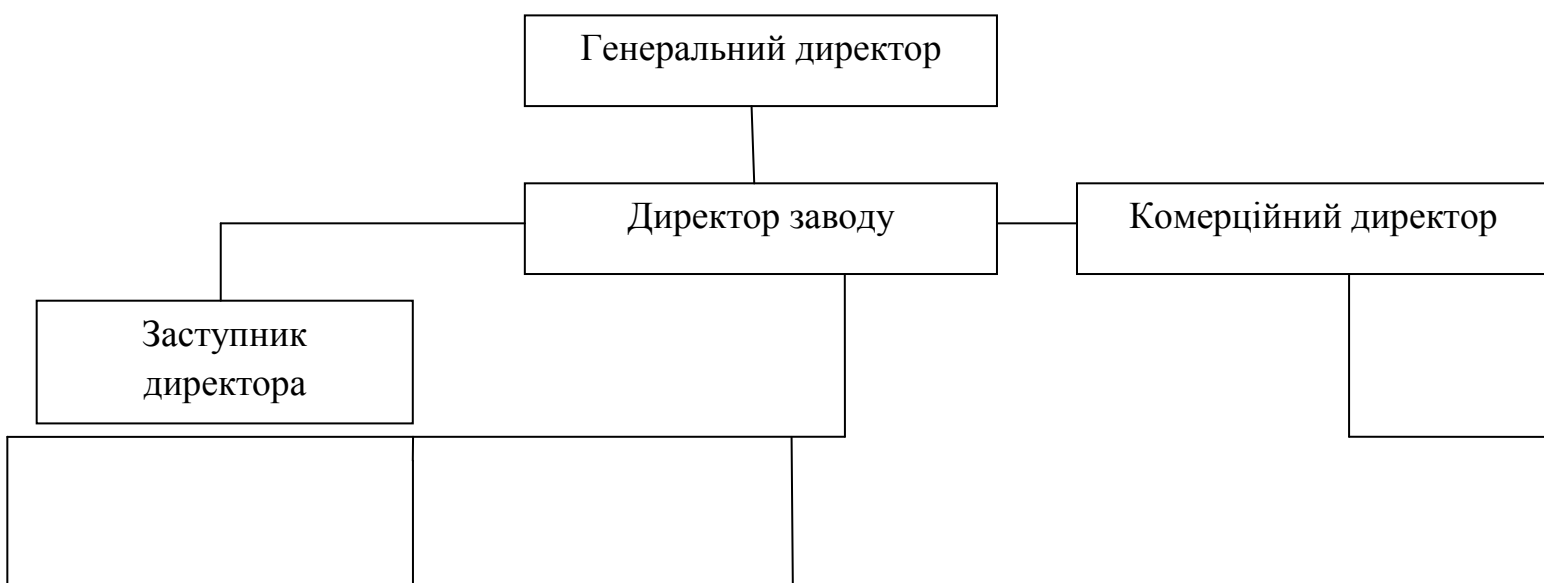 Генеральний директор
Директор заводу
Комерційний директор
Заступник
директора